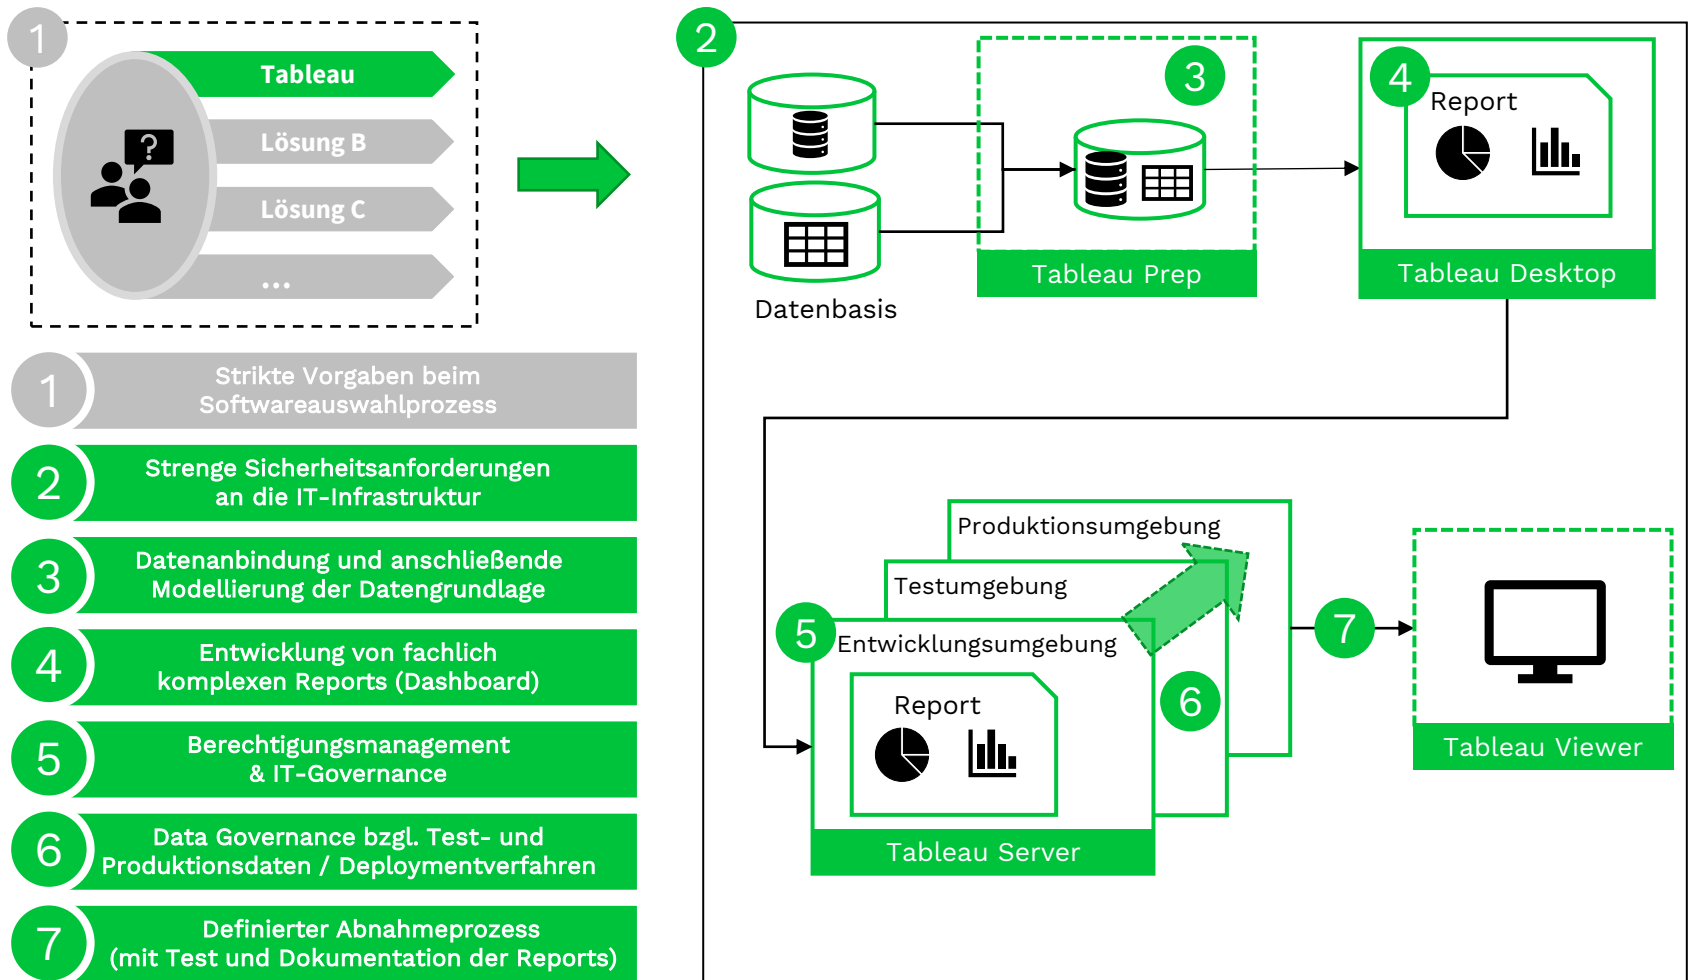 1
Tableau
Lösung B
Lösung C
...
?
1
Strikte Vorgaben beim
Softwareauswahlprozess
2
Strenge Sicherheitsanforderungen
an die IT-Infrastruktur
3
Datenanbindung und anschließende
Modellierung der Datengrundlage
4
Entwicklung von fachlich
komplexen Reports (Dashboard)
5
Berechtigungsmanagement
& IT-Governance
6
Data Governance bzgl. Test- und
Produktionsdaten / Deploymentverfahren
7
Definierter Abnahmeprozess
(mit Test und Dokumentation der Reports)
2
Datenbasis
3
Tableau Prep
4
Report
Tableau Desktop
Produktionsumgebung
Testumgebung
5
Entwicklungsumgebung
Report
6
Tableau Server
7
Tableau Viewer